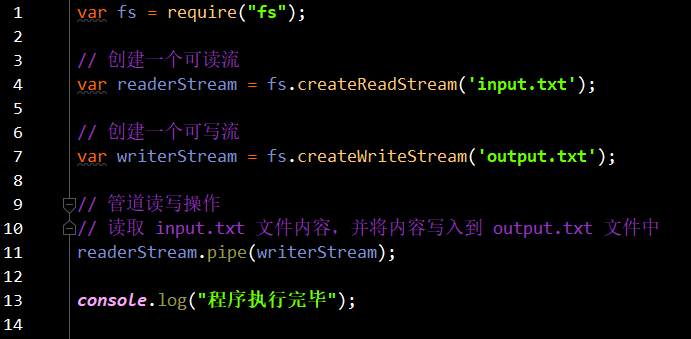 1 var fs = require("fs");
2
3 // 创建一个可读流
4 var readerStream = fs.createReadStream('input.txt');
5
6 // 创建一个可写流
7 var writerStream = fs.createWriteStream('output.txt');
8
9 // 管道读写操作
10 // 读取 input.txt 文件内容，并将内容写入到 output.txt 文件中
11 readerStream.pipe(writerStream);
12
13 console.log("程序执行完毕");
14